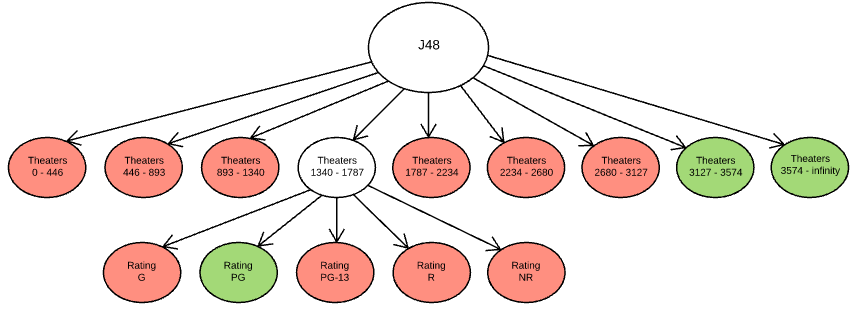 J48
Theaters
0 - 446
Theaters
446 - 893
Theaters
893 - 1340
Theaters
1340 - 1787
Theaters
1787 - 2234
Theaters
2234 - 2680
Theaters
2680 - 3127
Theaters
3127 - 3574
Theaters
3574 - infinity
Rating
G
Rating
PG
Rating
PG-13
Rating
R
Rating
NR